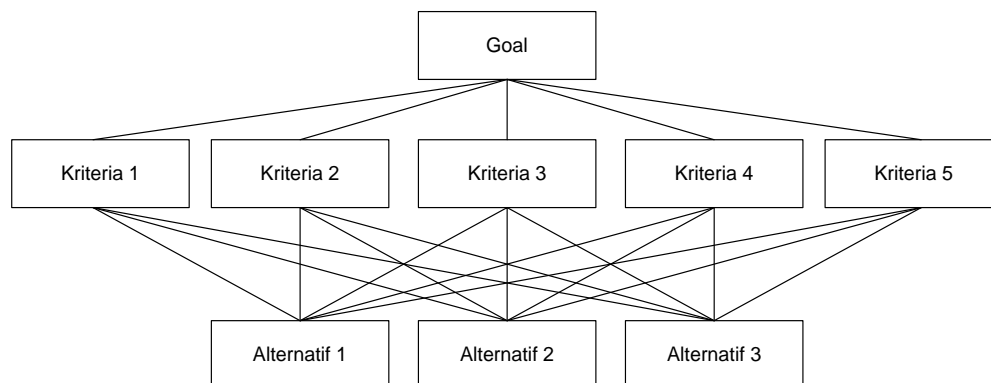 Goal
Kriteria 1
Kriteria 2
Kriteria 3
Kriteria 4
Kriteria 5
Alternatif 1
Alternatif 2
Alternatif 3